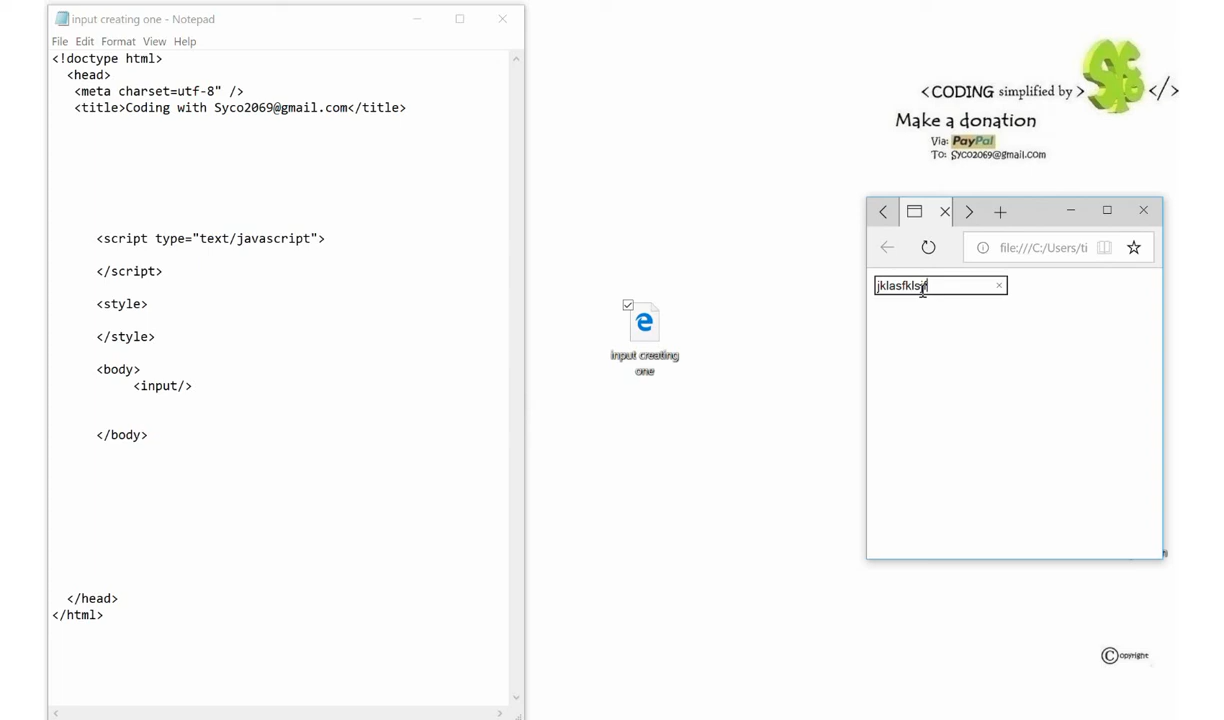 input creating one - Notepad
File Edit Format View Help
<!doctype html>
<head>
<meta charset=utf-8" />
<title>Coding with Syco2069@gmail.com</title>
<script type="text/javascript">
</script>
<style>
</style>
<body>
<input/>
</body>
</head>
</html>
input creating
one
<CODING simplified by > </>
Make a donation
Via: PayPal
To: Syco2069@gmail.com
file:///C:/Users/ti
© copyright